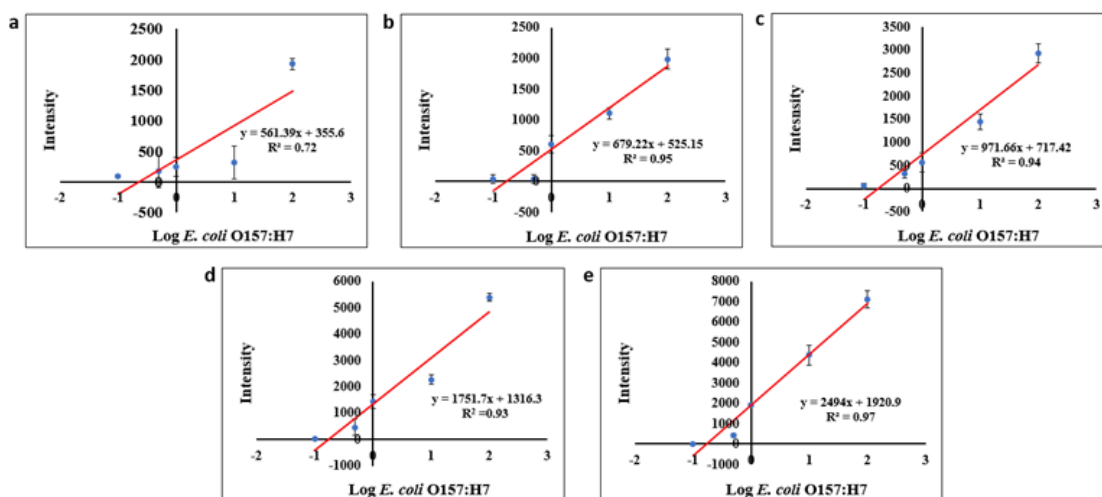 a
2500
2000
1500
1000
500
0
-500
-2 -1 0 1 2 3
Intensity
y = 561.39x + 355.6
R² = 0.72
Log E. coli O157:H7
b
2500
2000
1500
1000
500
0
-500
-2 -1 0 1 2 3
Intensity
y = 679.22x + 525.15
R² = 0.95
Log E. coli O157:H7
c
3500
3000
2500
2000
1500
1000
500
0
-500
-2 -1 0 1 2 3
Intesnsity
y = 971.66x + 717.42
R² = 0.94
Log E. coli O157:H7
d
6000
5000
4000
3000
2000
1000
0
-1000
-2 -1 0 1 2 3
Intensity
y = 1751.7x + 1316.3
R² =0.93
Log E. coli O157:H7
e
8000
7000
6000
5000
4000
3000
2000
1000
0
-1000
-2 -1 0 1 2 3
Intensity
y = 2494x + 1920.9
R² = 0.97
Log E. coli O157:H7